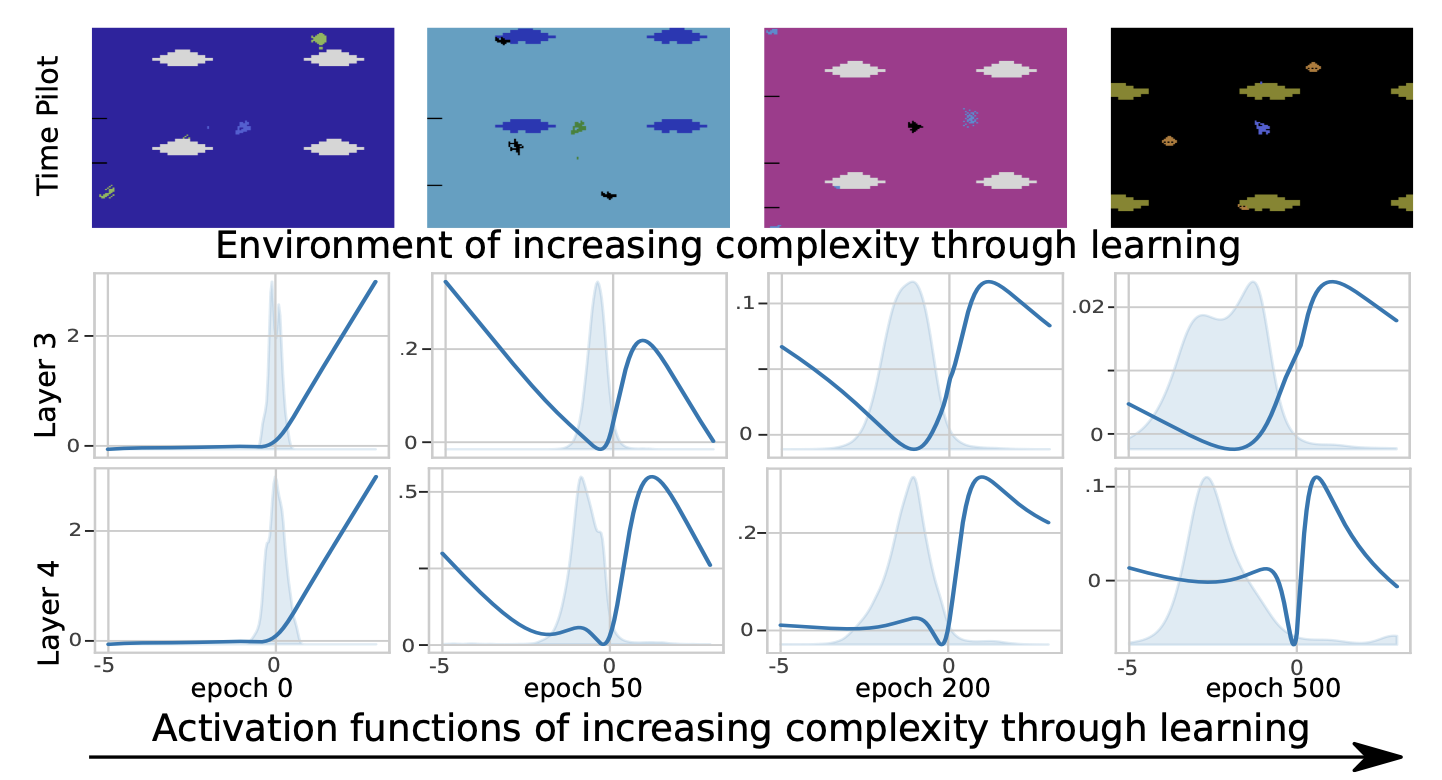 Time Pilot
Environment of increasing complexity through learning
Layer 3
2
0
.2
0
.1
0
.02
0
Layer 4
2
0
.5
0
.2
0
.1
0
-5 0 -5 0 -5 0 -5 0
epoch 0 epoch 50 epoch 200 epoch 500
Activation functions of increasing complexity through learning